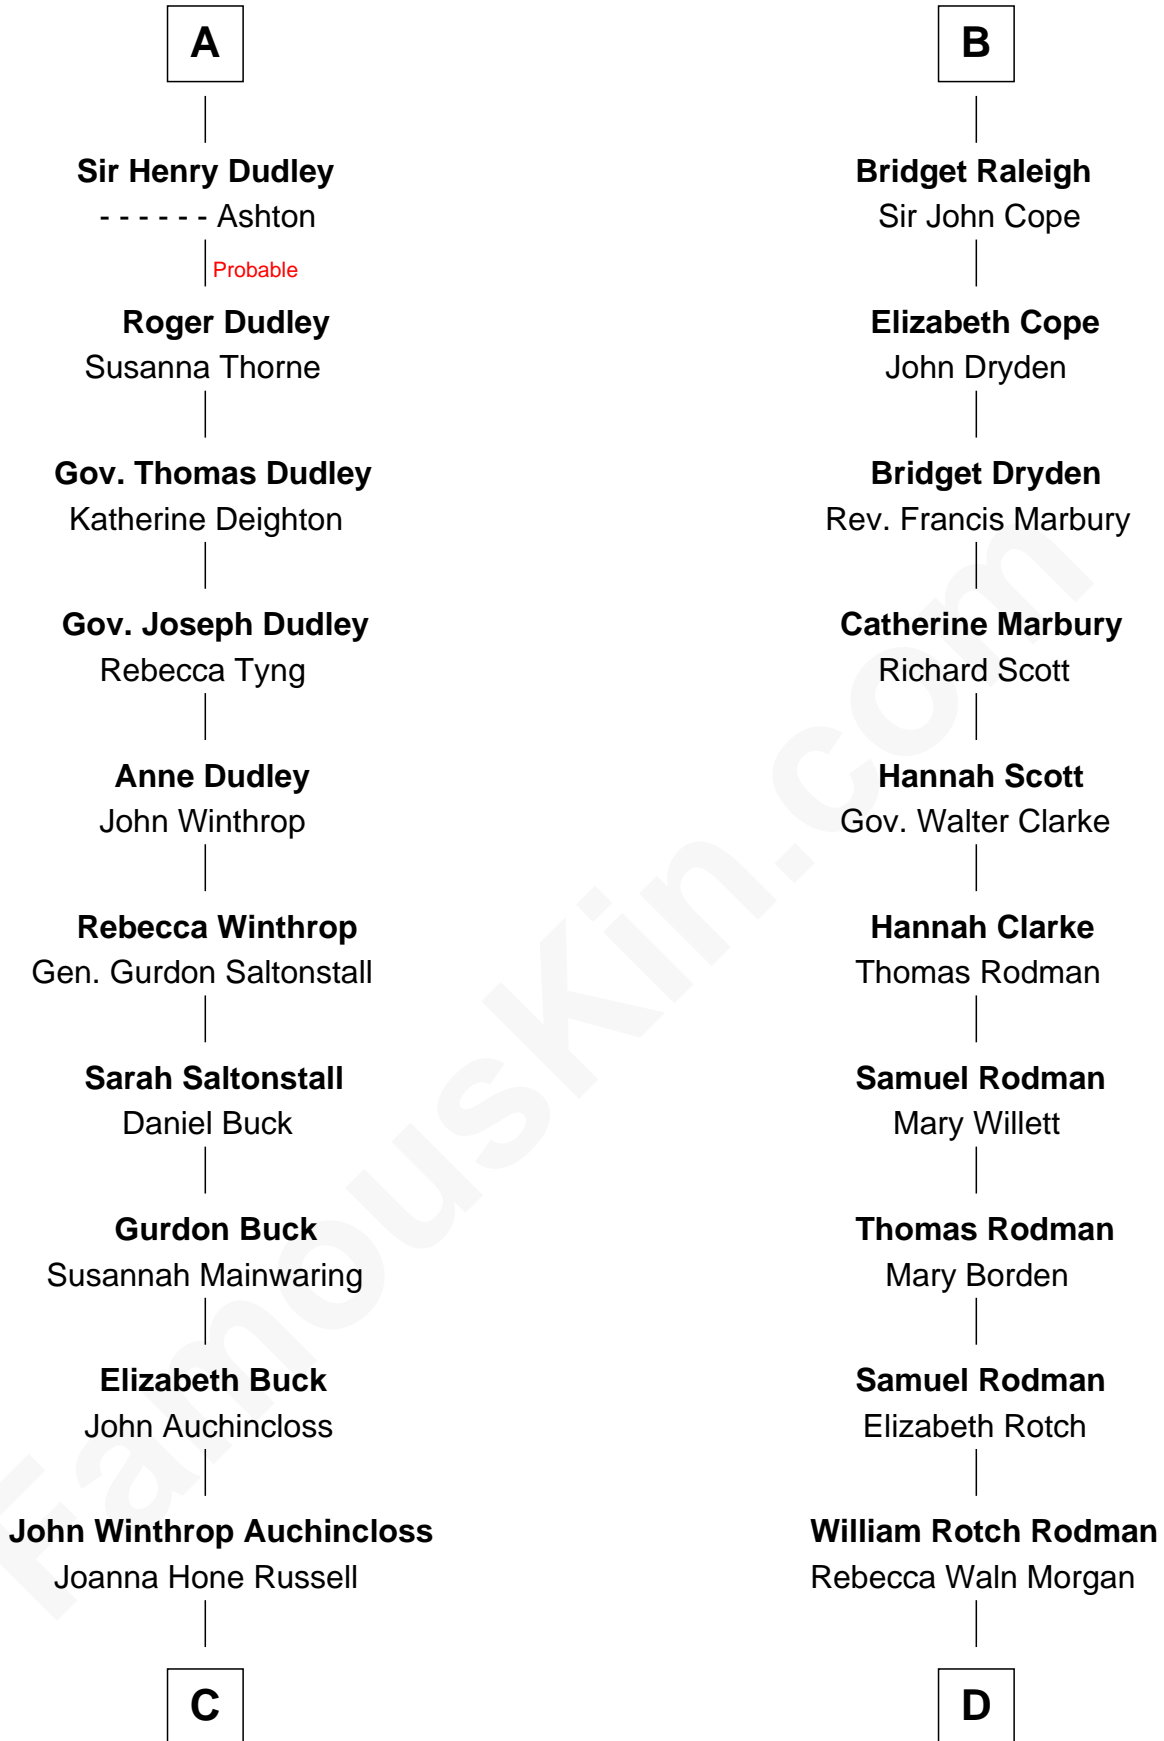 A
Sir Henry Dudley
- - - - - - Ashton
Probable
Roger Dudley
Susanna Thorne
Gov. Thomas Dudley
Katherine Deighton
Gov. Joseph Dudley
Rebecca Tyng
Anne Dudley
John Winthrop
Rebecca Winthrop
Gen. Gurdon Saltonstall
Sarah Saltonstall
Daniel Buck
Gurdon Buck
Susannah Mainwaring
Elizabeth Buck
John Auchincloss
John Winthrop Auchincloss
Joanna Hone Russell
C
B
Bridget Raleigh
Sir John Cope
Elizabeth Cope
John Dryden
Bridget Dryden
Rev. Francis Marbury
Catherine Marbury
Richard Scott
Hannah Scott
Gov. Walter Clarke
Hannah Clarke
Thomas Rodman
Samuel Rodman
Mary Willett
Thomas Rodman
Mary Borden
Samuel Rodman
Elizabeth Rotch
William Rotch Rodman
Rebecca Waln Morgan
D
FamousKin.com